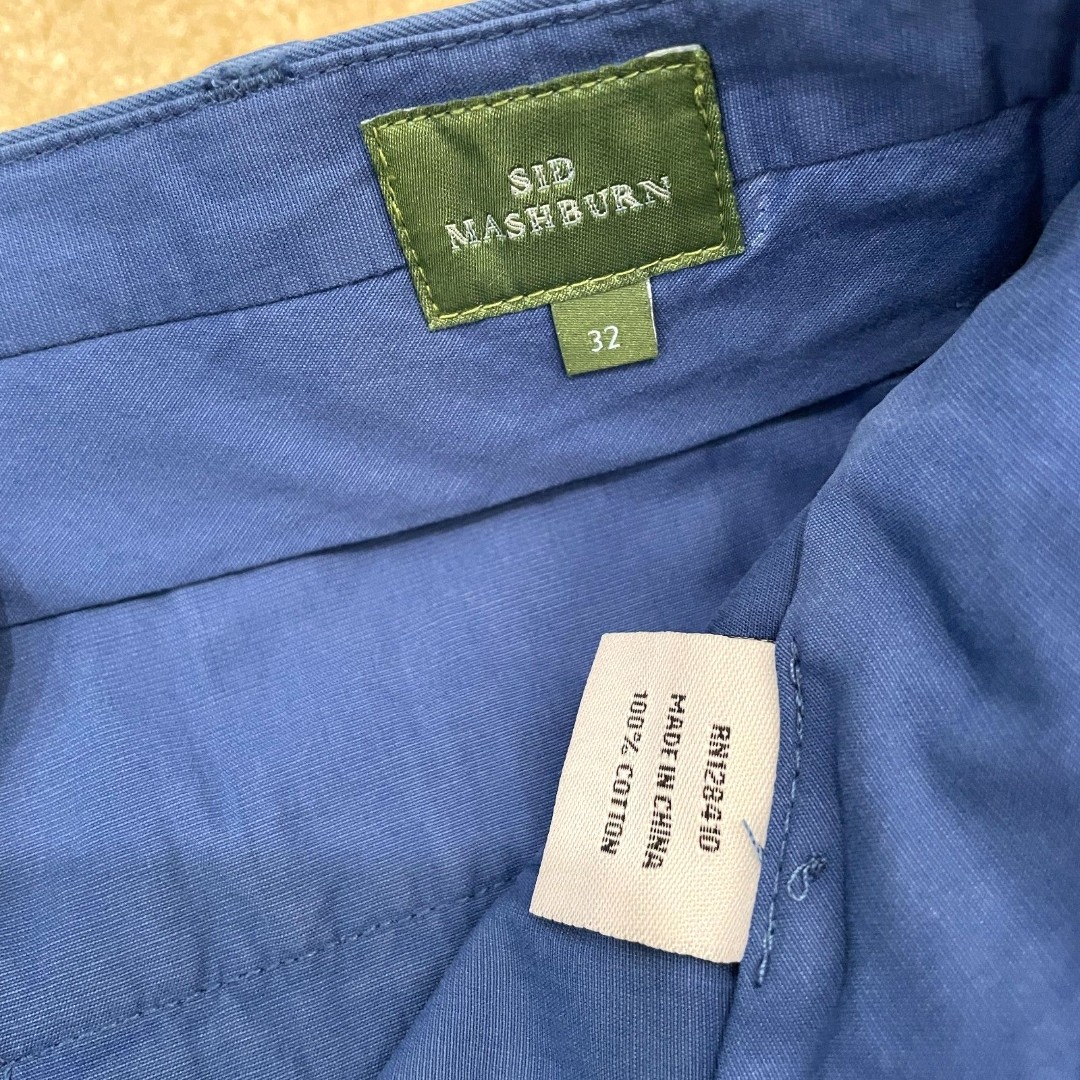 SID
MASHBURN
32
RN128410
MADE IN CHINA
100% COTTON